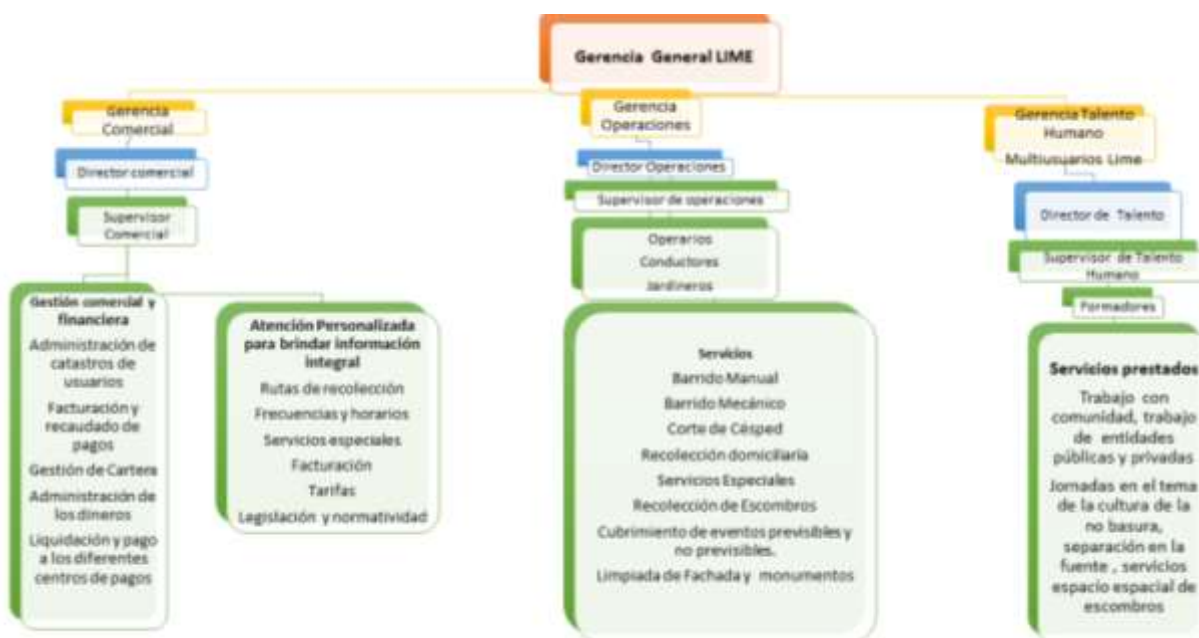 Gerencia General LIME
Gerencia
Comercial
Director comercial
Supervisor
Comercial
Gestión comercial y
financiera
Administración de
catastros de
usuarios
Facturación y
recaudado de
pagos
Gestión de Cartera
Administración de
los dineros
Liquidación y pago
a los diferentes
centros de pagos
Atención Personalizada
para brindar información
integral
Rutas de recolección
Frecuencias y horarios
Servicios especiales
Facturación
Tarifas
Legislación y normatividad
Gerencia
Operaciones
Director Operaciones
Supervisor de operaciones
Operarios
Conductores
Jardineros
Servicios
Barrido Manual
Barrido Mecánico
Corte de Césped
Recolección domiciliaria
Servicios Especiales
Recolección de Escombros
Cubrimiento de eventos previsibles y
no previsibles.
Limpiada de Fachada y monumentos
Gerencia Talento
Humano
Multiusuarios Lime
Director de Talento
Supervisor de Talento
Humano
Formadores
Servicios prestados
Trabajo con
comunidad, trabajo
de entidades
públicas y privadas
Jornadas en el tema
de la cultura de la
no basura,
separación en la
fuente , servicios
espacio espacial de
escombros